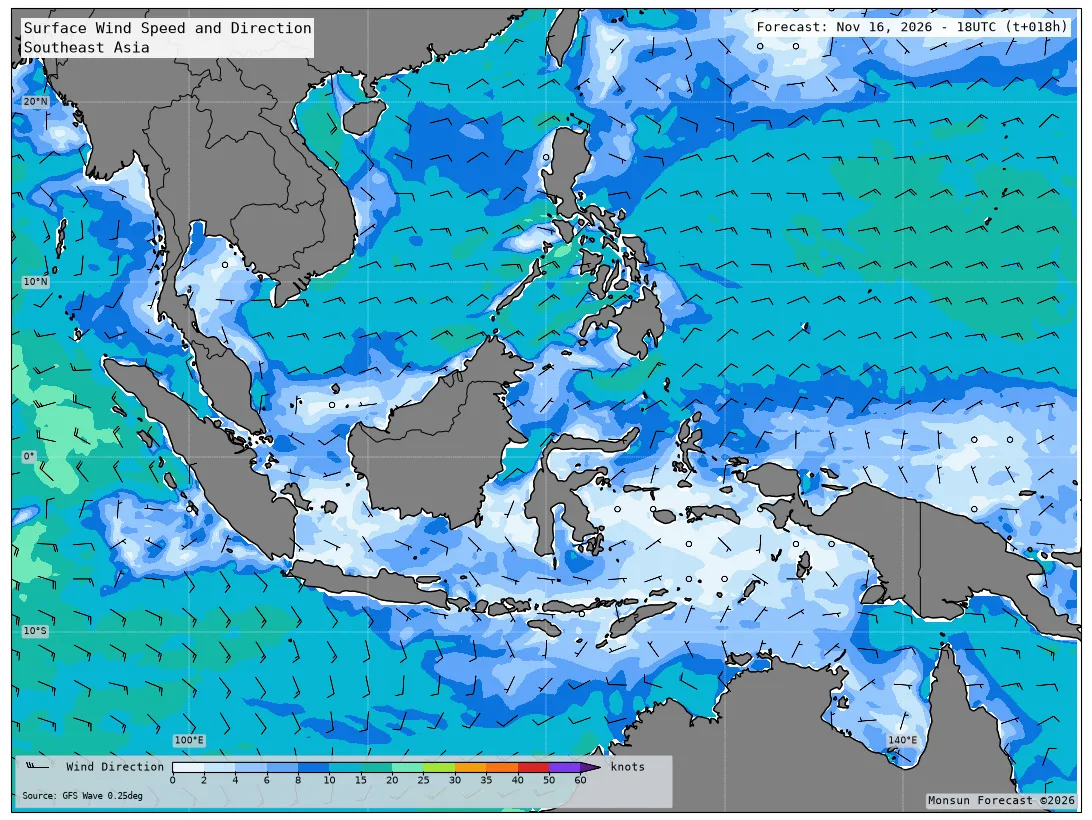 Surface Wind Speed and Direction
Southeast Asia
Forecast: Nov 16, 2026 - 18UTC (t+018h)
20°N
10°N
0°
10°S
100°E
140°E
Wind Direction
0 2 4 6 8 10 15 20 25 30 35 40 50 60
knots
Source: GFS Wave 0.25deg
Monsun Forecast ©2026